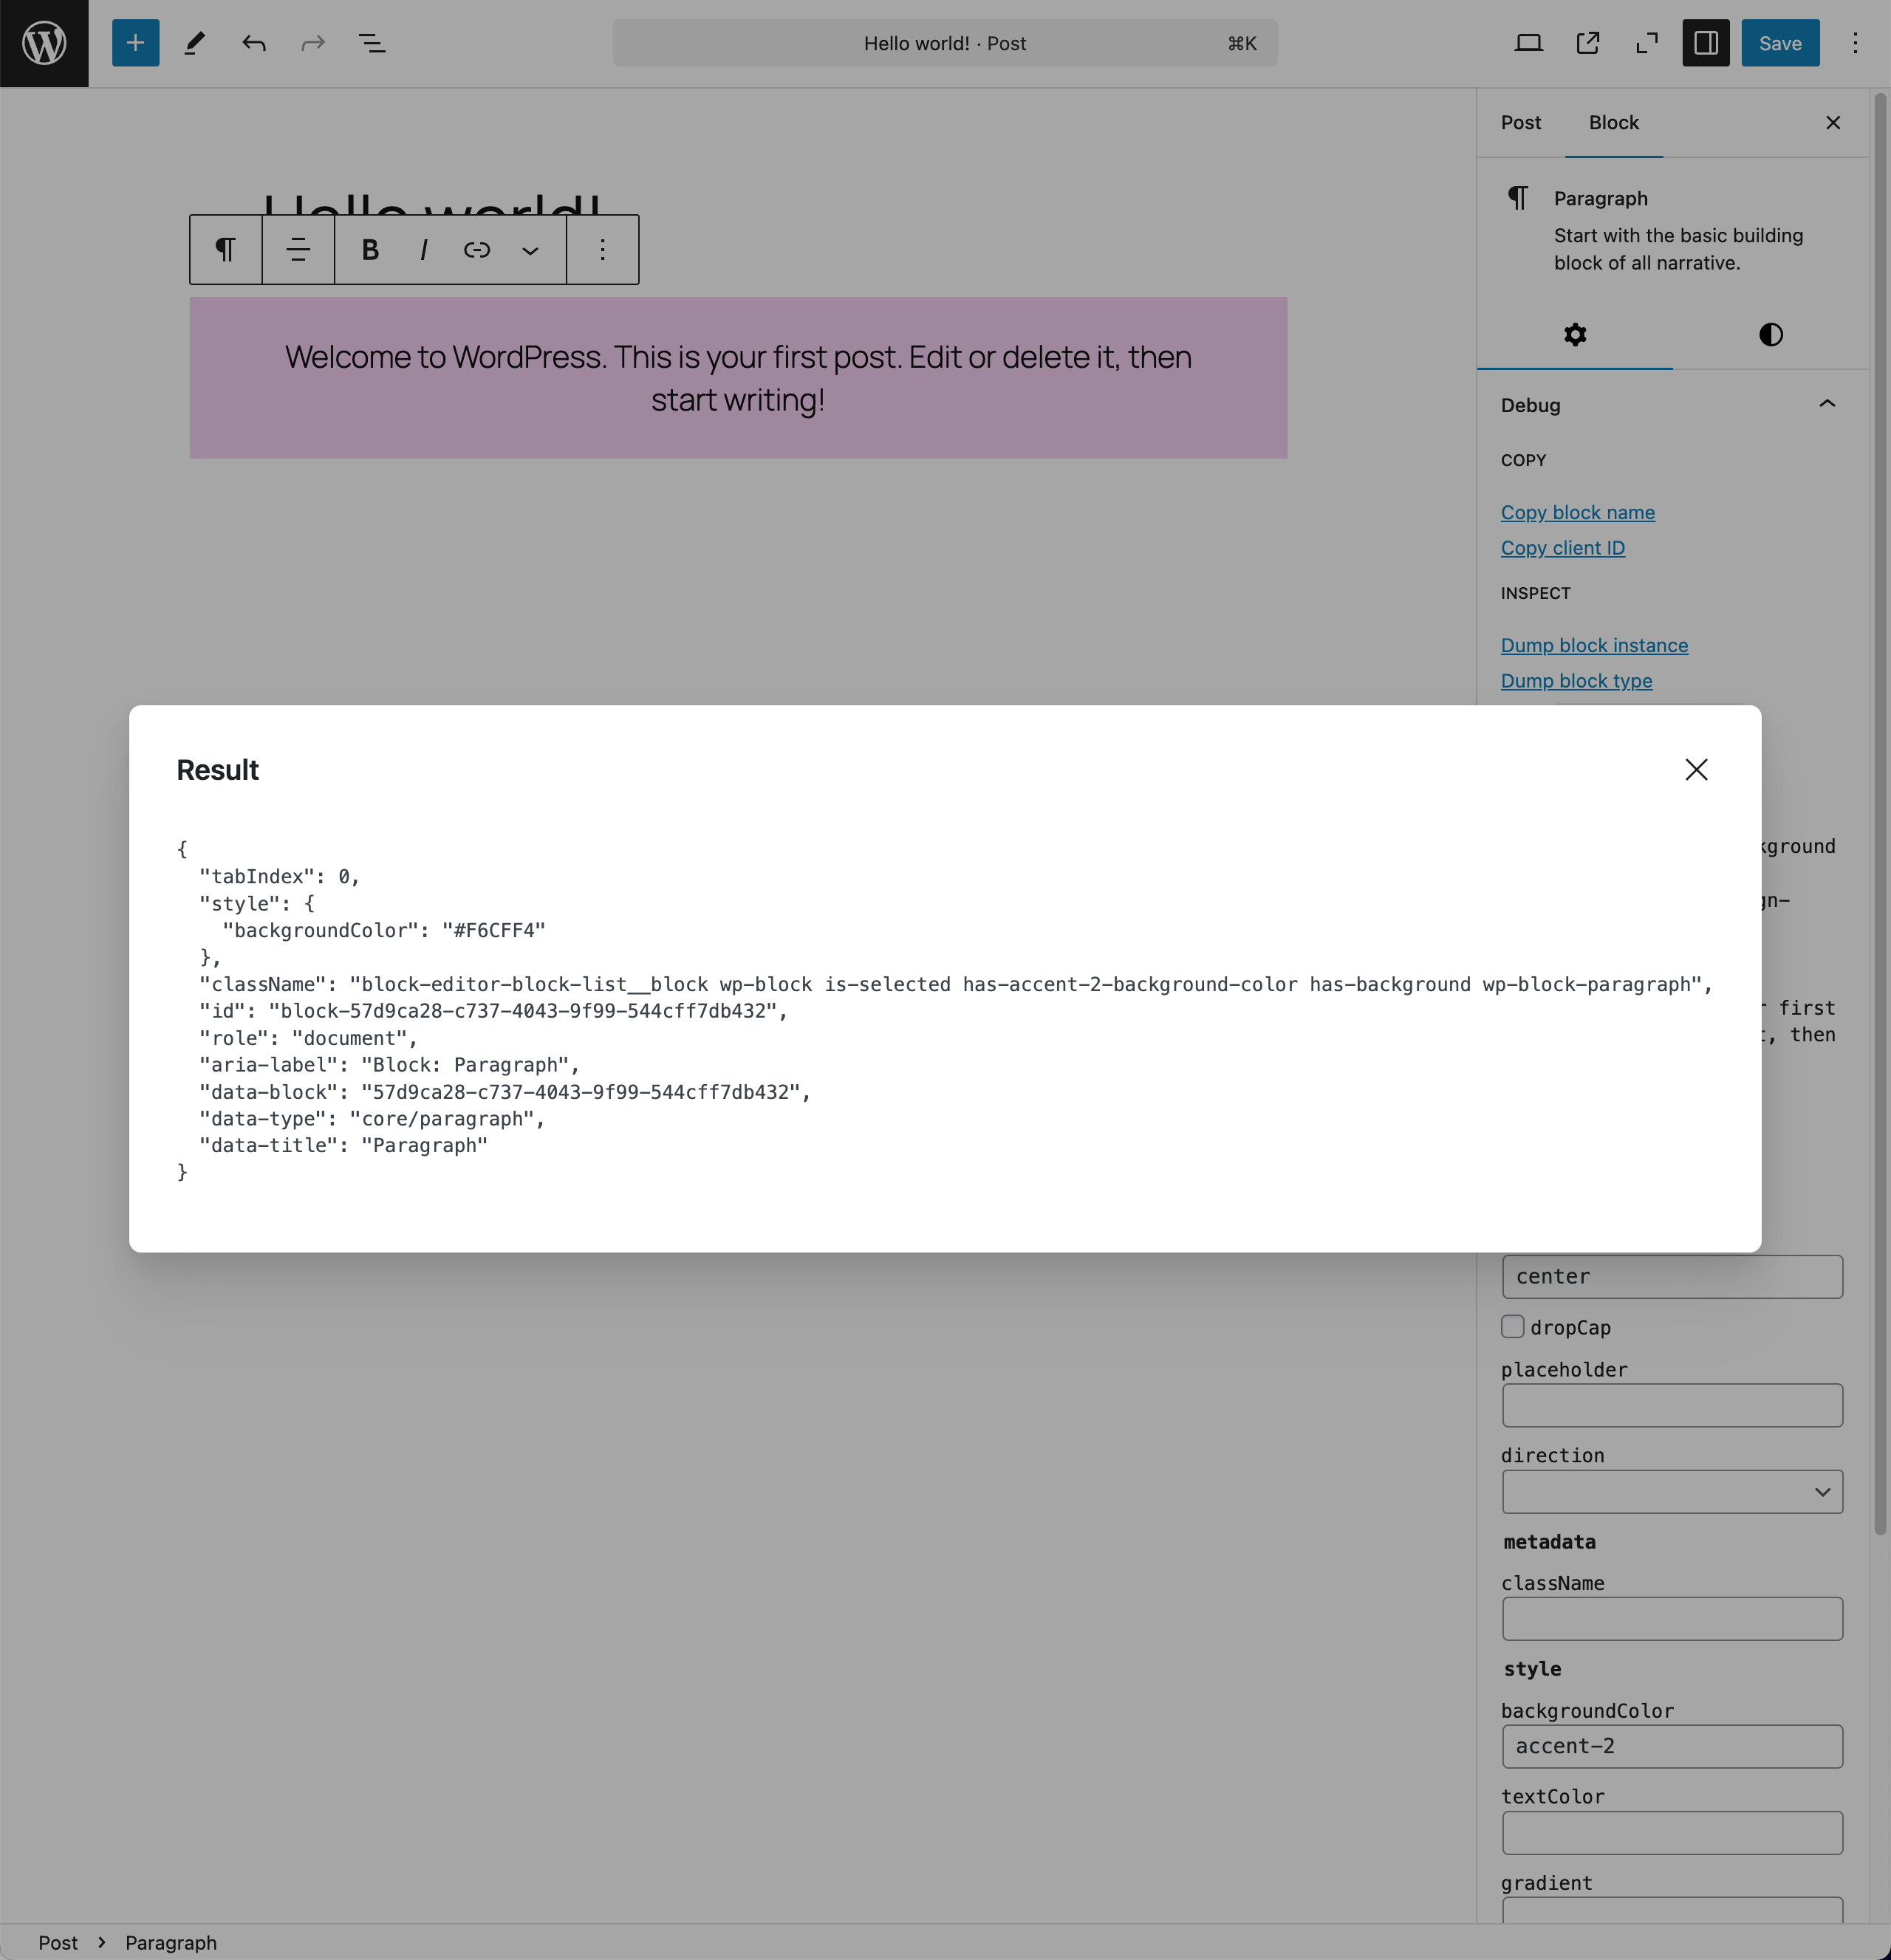 Hello world! · Post
⌘K
Save
Post
Block
Hello world!
Paragraph
Start with the basic building
block of all narrative.
B I
Welcome to WordPress. This is your first post. Edit or delete it, then
start writing!
Debug
COPY
Copy block name
Copy client ID
INSPECT
Dump block instance
Dump block type
Result
{
"tabIndex": 0,
"style": {
"backgroundColor": "#F6CFF4"
},
"className": "block-editor-block-list__block wp-block is-selected has-accent-2-background-color has-background wp-block-paragraph",
"id": "block-57d9ca28-c737-4043-9f99-544cff7db432",
"role": "document",
"aria-label": "Block: Paragraph",
"data-block": "57d9ca28-c737-4043-9f99-544cff7db432",
"data-type": "core/paragraph",
"data-title": "Paragraph"
}
first
then
center
dropCap
placeholder
direction
metadata
className
style
backgroundColor
accent-2
textColor
gradient
Post
Paragraph